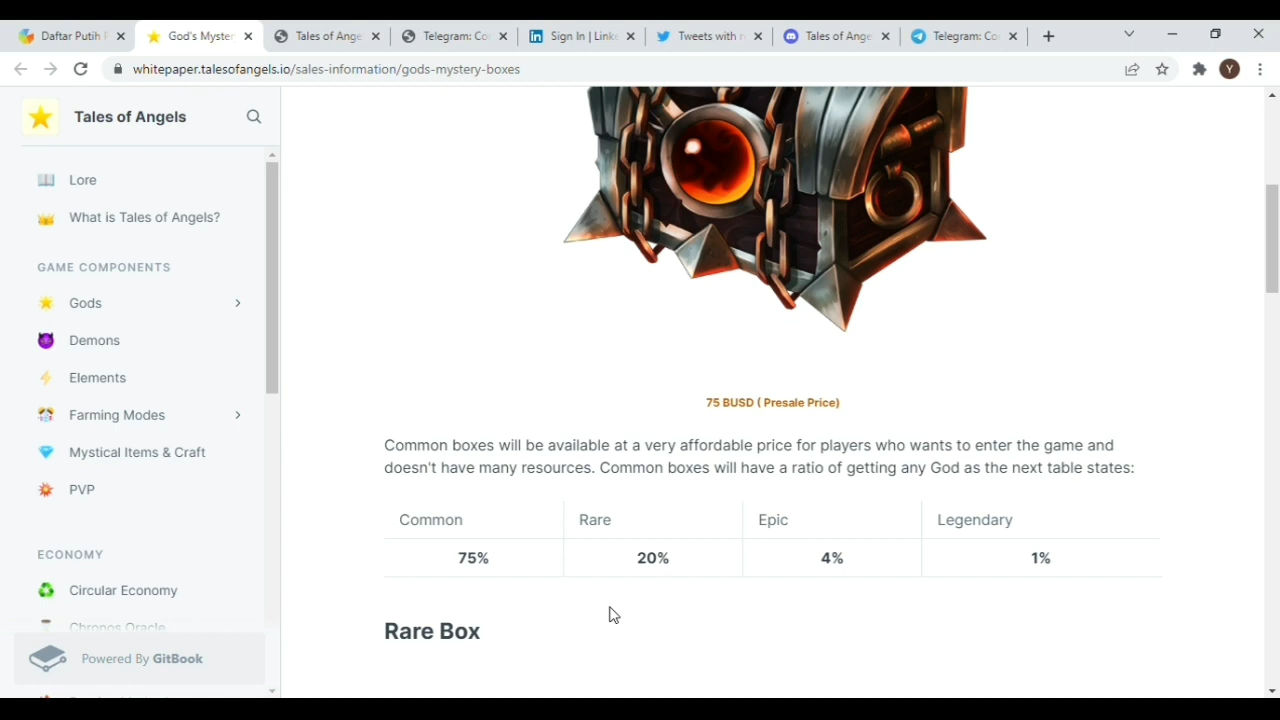 Daftar Putih
God's Myster
Tales of Ange
Telegram: Co
Sign In | Linke
Tweets with r
Tales of Ange
Telegram: Co
whitepaper.talesofangels.io/sales-information/gods-mystery-boxes
Y
Tales of Angels
Lore
What is Tales of Angels?
GAME COMPONENTS
Gods
Demons
Elements
Farming Modes
Mystical Items & Craft
PVP
ECONOMY
Circular Economy
Chronos Oracle
Powered By GitBook
75 BUSD ( Presale Price)
Common boxes will be available at a very affordable price for players who wants to enter the game and
doesn't have many resources. Common boxes will have a ratio of getting any God as the next table states:
Common Rare Epic Legendary
75% 20% 4% 1%
Rare Box